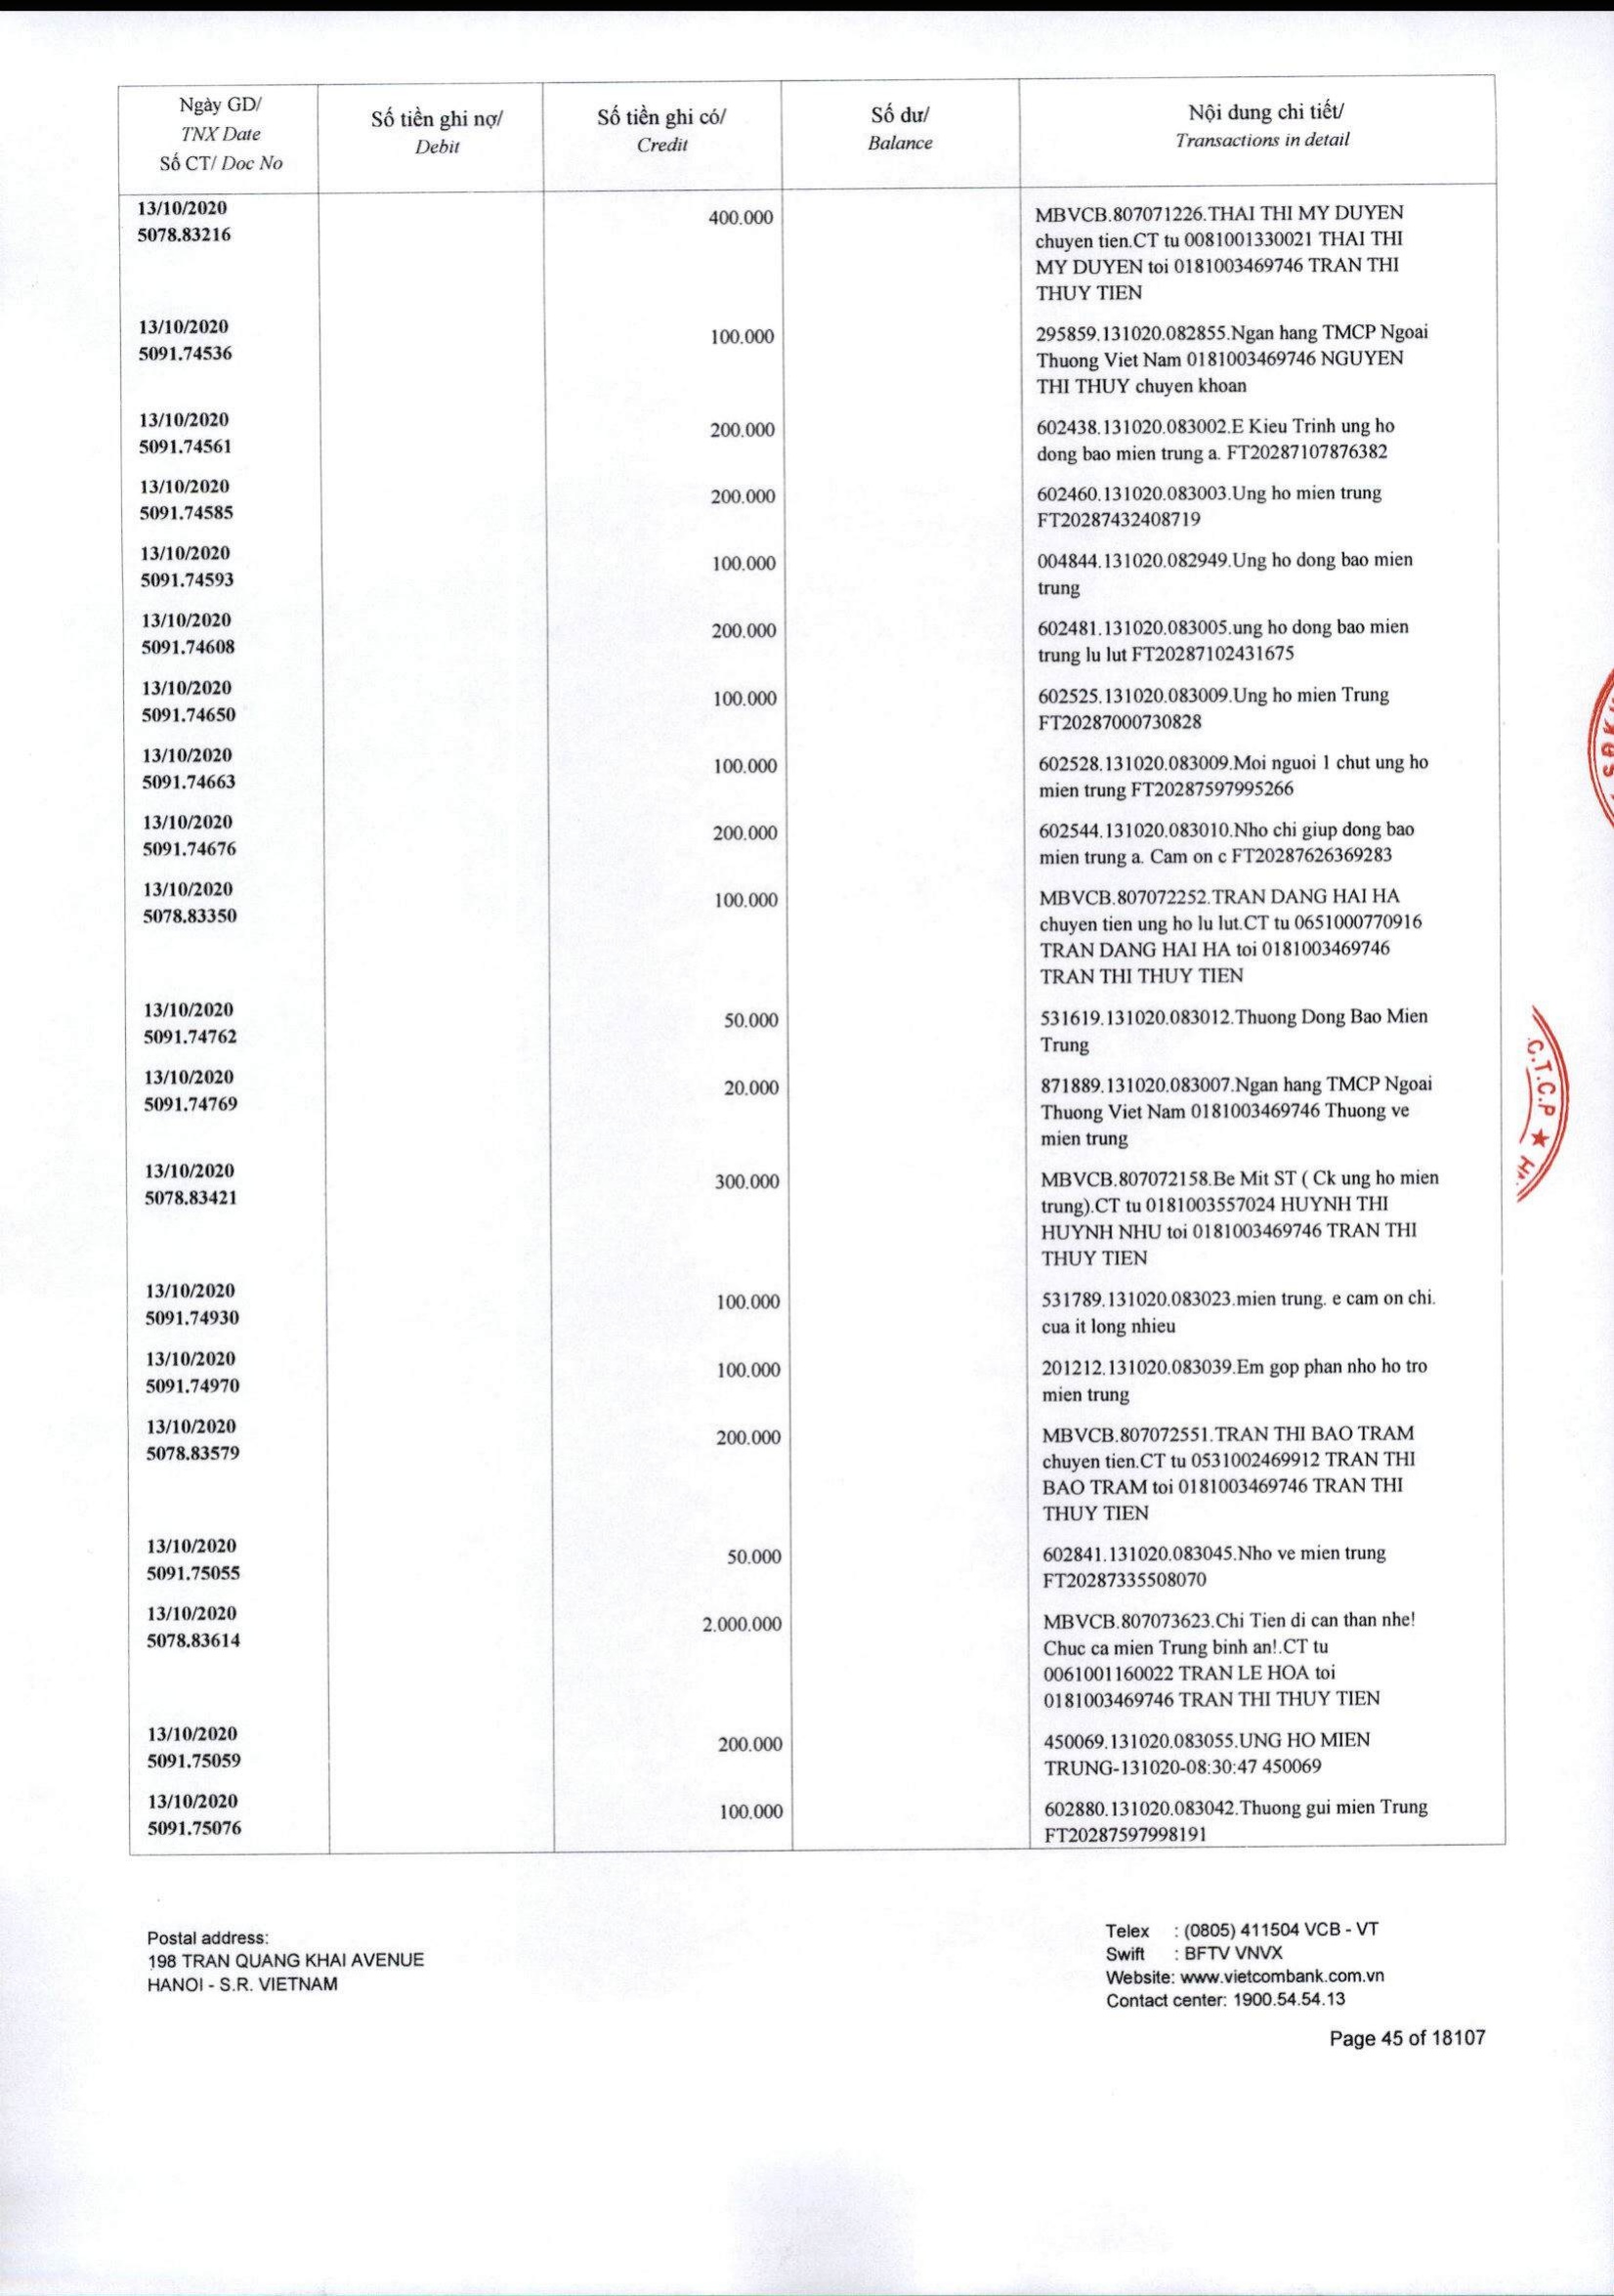 Ngày GD/
TNX Date
Số CT/ Doc No
Số tiền ghi nợ/
Debit
Số tiền ghi có/
Credit
Số dư/
Balance
Nội dung chi tiết/
Transactions in detail
13/10/2020
5078.83216
400.000
MBVCB.807071226.THAI THI MY DUYEN
chuyen tien.CT tu 0081001330021 THAI THI
MY DUYEN toi 0181003469746 TRAN THI
THUY TIEN
13/10/2020
5091.74536
100.000
295859.131020.082855.Ngan hang TMCP Ngoai
Thuong Viet Nam 0181003469746 NGUYEN
THI THUY chuyen khoan
13/10/2020
5091.74561
200.000
602438.131020.083002.E Kieu Trinh ung ho
dong bao mien trung a. FT20287107876382
13/10/2020
5091.74585
200.000
602460.131020.083003.Ung ho mien trung
FT20287432408719
13/10/2020
5091.74593
100.000
004844.131020.082949.Ung ho dong bao mien
trung
13/10/2020
5091.74608
200.000
602481.131020.083005.ung ho dong bao mien
trung lu lut FT20287102431675
13/10/2020
5091.74650
100.000
602525.131020.083009.Ung ho mien Trung
FT20287000730828
13/10/2020
5091.74663
100.000
602528.131020.083009.Moi nguoi 1 chut ung ho
mien trung FT20287597995266
13/10/2020
5091.74676
200.000
602544.131020.083010.Nho chi giup dong bao
mien trung a. Cam on c FT20287626369283
13/10/2020
5078.83350
100.000
MBVCB.807072252.TRAN DANG HAI HA
chuyen tien ung ho lu lut.CT tu 0651000770916
TRAN DANG HAI HA toi 0181003469746
TRAN THI THUY TIEN
13/10/2020
5091.74762
50.000
531619.131020.083012.Thuong Dong Bao Mien
Trung
13/10/2020
5091.74769
20.000
871889.131020.083007.Ngan hang TMCP Ngoai
Thuong Viet Nam 0181003469746 Thuong ve
mien trung
13/10/2020
5078.83421
300.000
MBVCB.807072158.Be Mit ST ( Ck ung ho mien
trung).CT tu 0181003557024 HUYNH THI
HUYNH NHU toi 0181003469746 TRAN THI
THUY TIEN
13/10/2020
5091.74930
100.000
531789.131020.083023.mien trung. e cam on chi.
cua it long nhieu
13/10/2020
5091.74970
100.000
201212.131020.083039.Em gop phan nho ho tro
mien trung
13/10/2020
5078.83579
200.000
MBVCB.807072551.TRAN THI BAO TRAM
chuyen tien.CT tu 0531002469912 TRAN THI
BAO TRAM toi 0181003469746 TRAN THI
THUY TIEN
13/10/2020
5091.75055
50.000
602841.131020.083045.Nho ve mien trung
FT20287335508070
13/10/2020
5078.83614
2.000.000
MBVCB.807073623.Chi Tien di can than nhe!
Chuc ca mien Trung binh an!.CT tu
0061001160022 TRAN LE HOA toi
0181003469746 TRAN THI THUY TIEN
13/10/2020
5091.75059
200.000
450069.131020.083055.UNG HO MIEN
TRUNG-131020-08:30:47 450069
13/10/2020
5091.75076
100.000
602880.131020.083042.Thuong gui mien Trung
FT20287597998191
C.T.C.P ★
Postal address:
198 TRAN QUANG KHAI AVENUE
HANOI - S.R. VIETNAM
Telex : (0805) 411504 VCB - VT
Swift : BFTV VNVX
Website: www.vietcombank.com.vn
Contact center: 1900.54.54.13
Page 45 of 18107